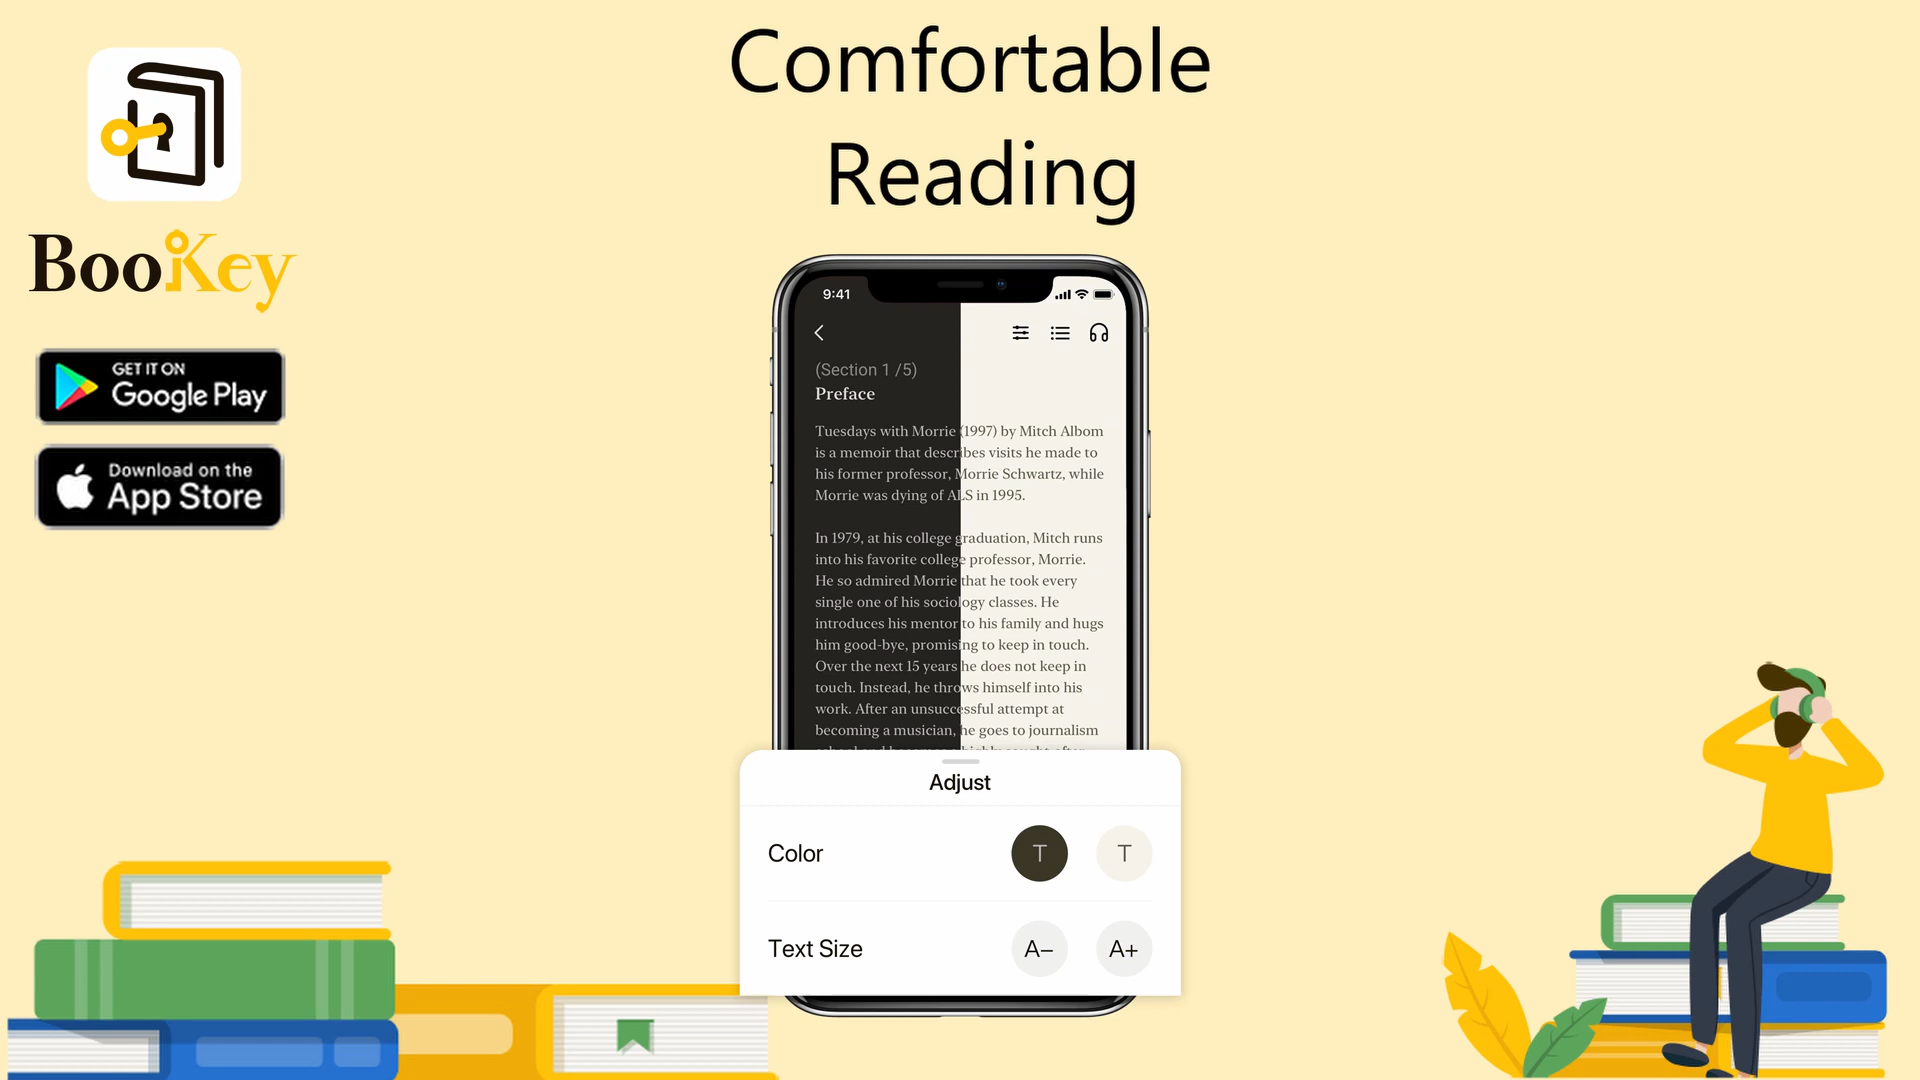 Comfortable
Reading
BooKey
GET IT ON
Google Play
Download on the
App Store
9:41
(Section 1 /5)
Preface
Tuesdays with Morrie (1997) by Mitch Albom
is a memoir that describes visits he made to
his former professor, Morrie Schwartz, while
Morrie was dying of ALS in 1995.
In 1979, at his college graduation, Mitch runs
into his favorite college professor, Morrie.
He so admired Morrie that he took every
single one of his sociology classes. He
introduces his mentor to his family and hugs
him good-bye, promising to keep in touch.
Over the next 15 years he does not keep in
touch. Instead, he throws himself into his
work. After an unsuccessful attempt at
becoming a musician, he goes to journalism
Adjust
Color T T
Text Size A− A+